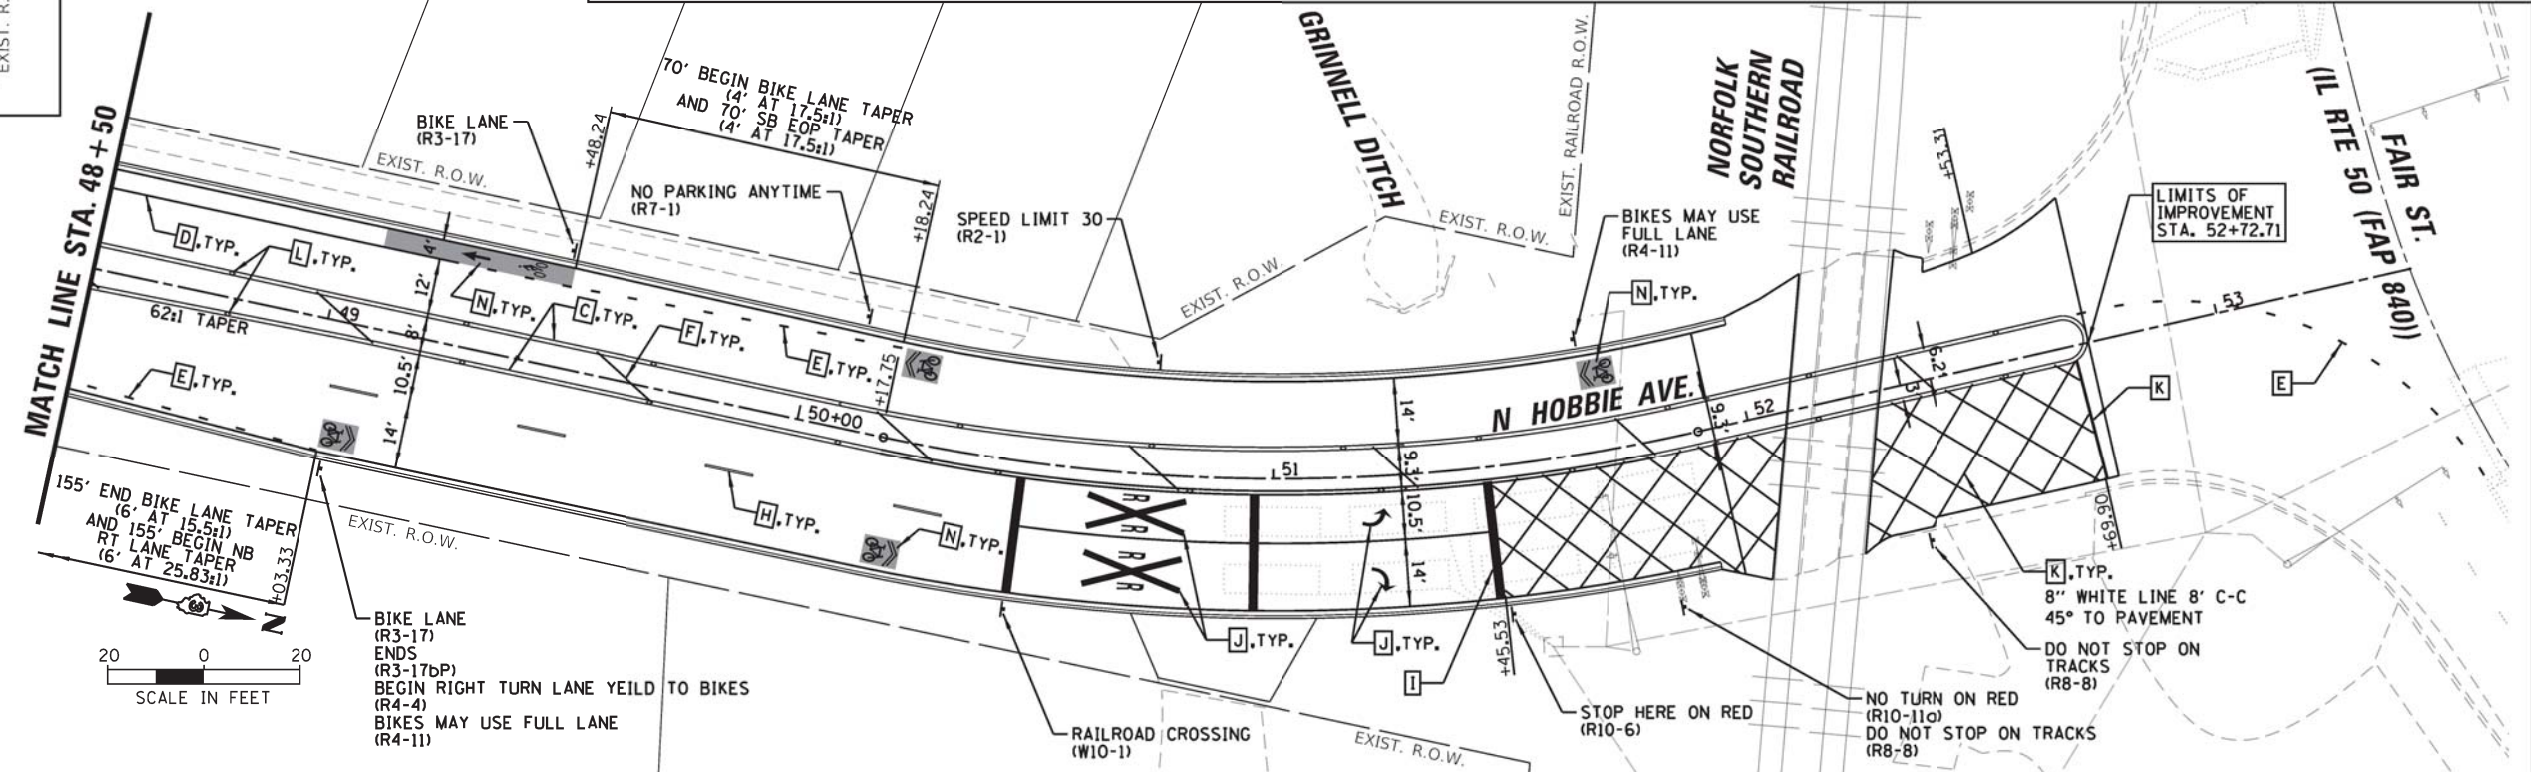 EXIST. R.
MATCH LINE STA. 48+50
D, TYP.
L, TYP.
62:1 TAPER
E, TYP.
EXIST. R.O.W.
BIKE LANE
(R3-17)
+48.24
70' BEGIN BIKE LANE TAPER
(4' AT 17.5:1)
AND 70' SB EOP TAPER
(4' AT 17.5:1)
+18.24
NO PARKING ANYTIME
(R7-1)
SPEED LIMIT 30
(R2-1)
4'
12'
8'
10.5'
14'
49
N, TYP.
C, TYP.
F, TYP.
E, TYP.
+17.75
50+00
H, TYP.
N, TYP.
GRINNELL DITCH
EXIST. R.O.W.
EXIST. R.O.W.
EXIST. RAILROAD R.O.W.
BIKES MAY USE
FULL LANE
(R4-11)
N, TYP.
NORFOLK
SOUTHERN
RAILROAD
N HOBBIE AVE.
14'
9.3'
10.5'
14'
9.3'
51
52
53
R R
R R
J, TYP.
J, TYP.
I
+45.53
+53.31
6.2'
3'
LIMITS OF
IMPROVEMENT
STA. 52+72.71
FAIR ST.
(IL RTE 50 (FAP 840))
K
E
+69.90
K, TYP.
8" WHITE LINE 8' C-C
45° TO PAVEMENT
DO NOT STOP ON
TRACKS
(R8-8)
NO TURN ON RED
(R10-11a)
DO NOT STOP ON TRACKS
(R8-8)
STOP HERE ON RED
(R10-6)
RAILROAD CROSSING
(W10-1)
EXIST. R.O.W.
EXIST. R.O.W.
155' END BIKE LANE TAPER
(6' AT 15.5:1)
AND 155' BEGIN NB
RT LANE TAPER
(6' AT 25.83:1)
+03.33
N
20 0 20
SCALE IN FEET
BIKE LANE
(R3-17)
ENDS
(R3-17bP)
BEGIN RIGHT TURN LANE YEILD TO BIKES
(R4-4)
BIKES MAY USE FULL LANE
(R4-11)